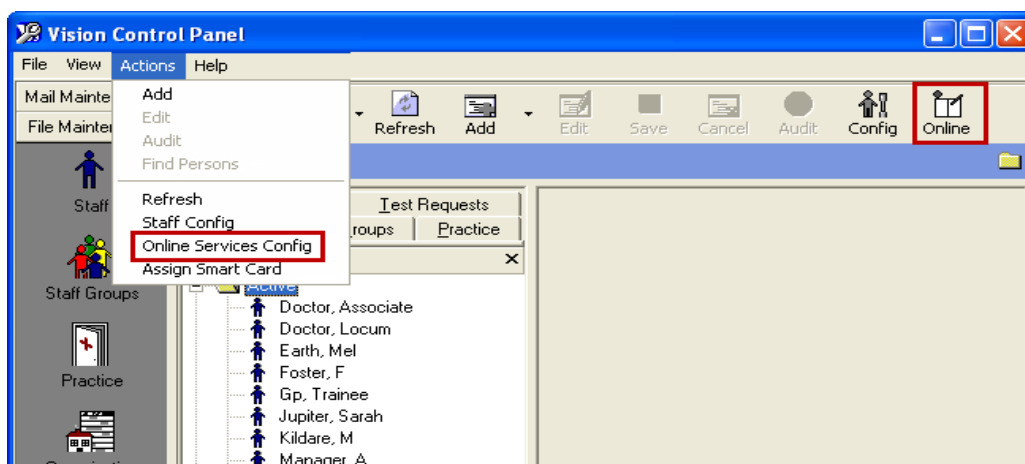 Vision Control Panel
File View Actions Help
Mail Mainte
File Mainter
Add
Edit
Audit
Find Persons
Refresh
Staff Config
Online Services Config
Assign Smart Card
Refresh Add Edit Save Cancel Audit Config Online
Staff
Staff Groups
Practice
Test Requests
roups Practice
Active
Doctor, Associate
Doctor, Locum
Earth, Mel
Foster, F
Gp, Trainee
Jupiter, Sarah
Kildare, M
Manager, A